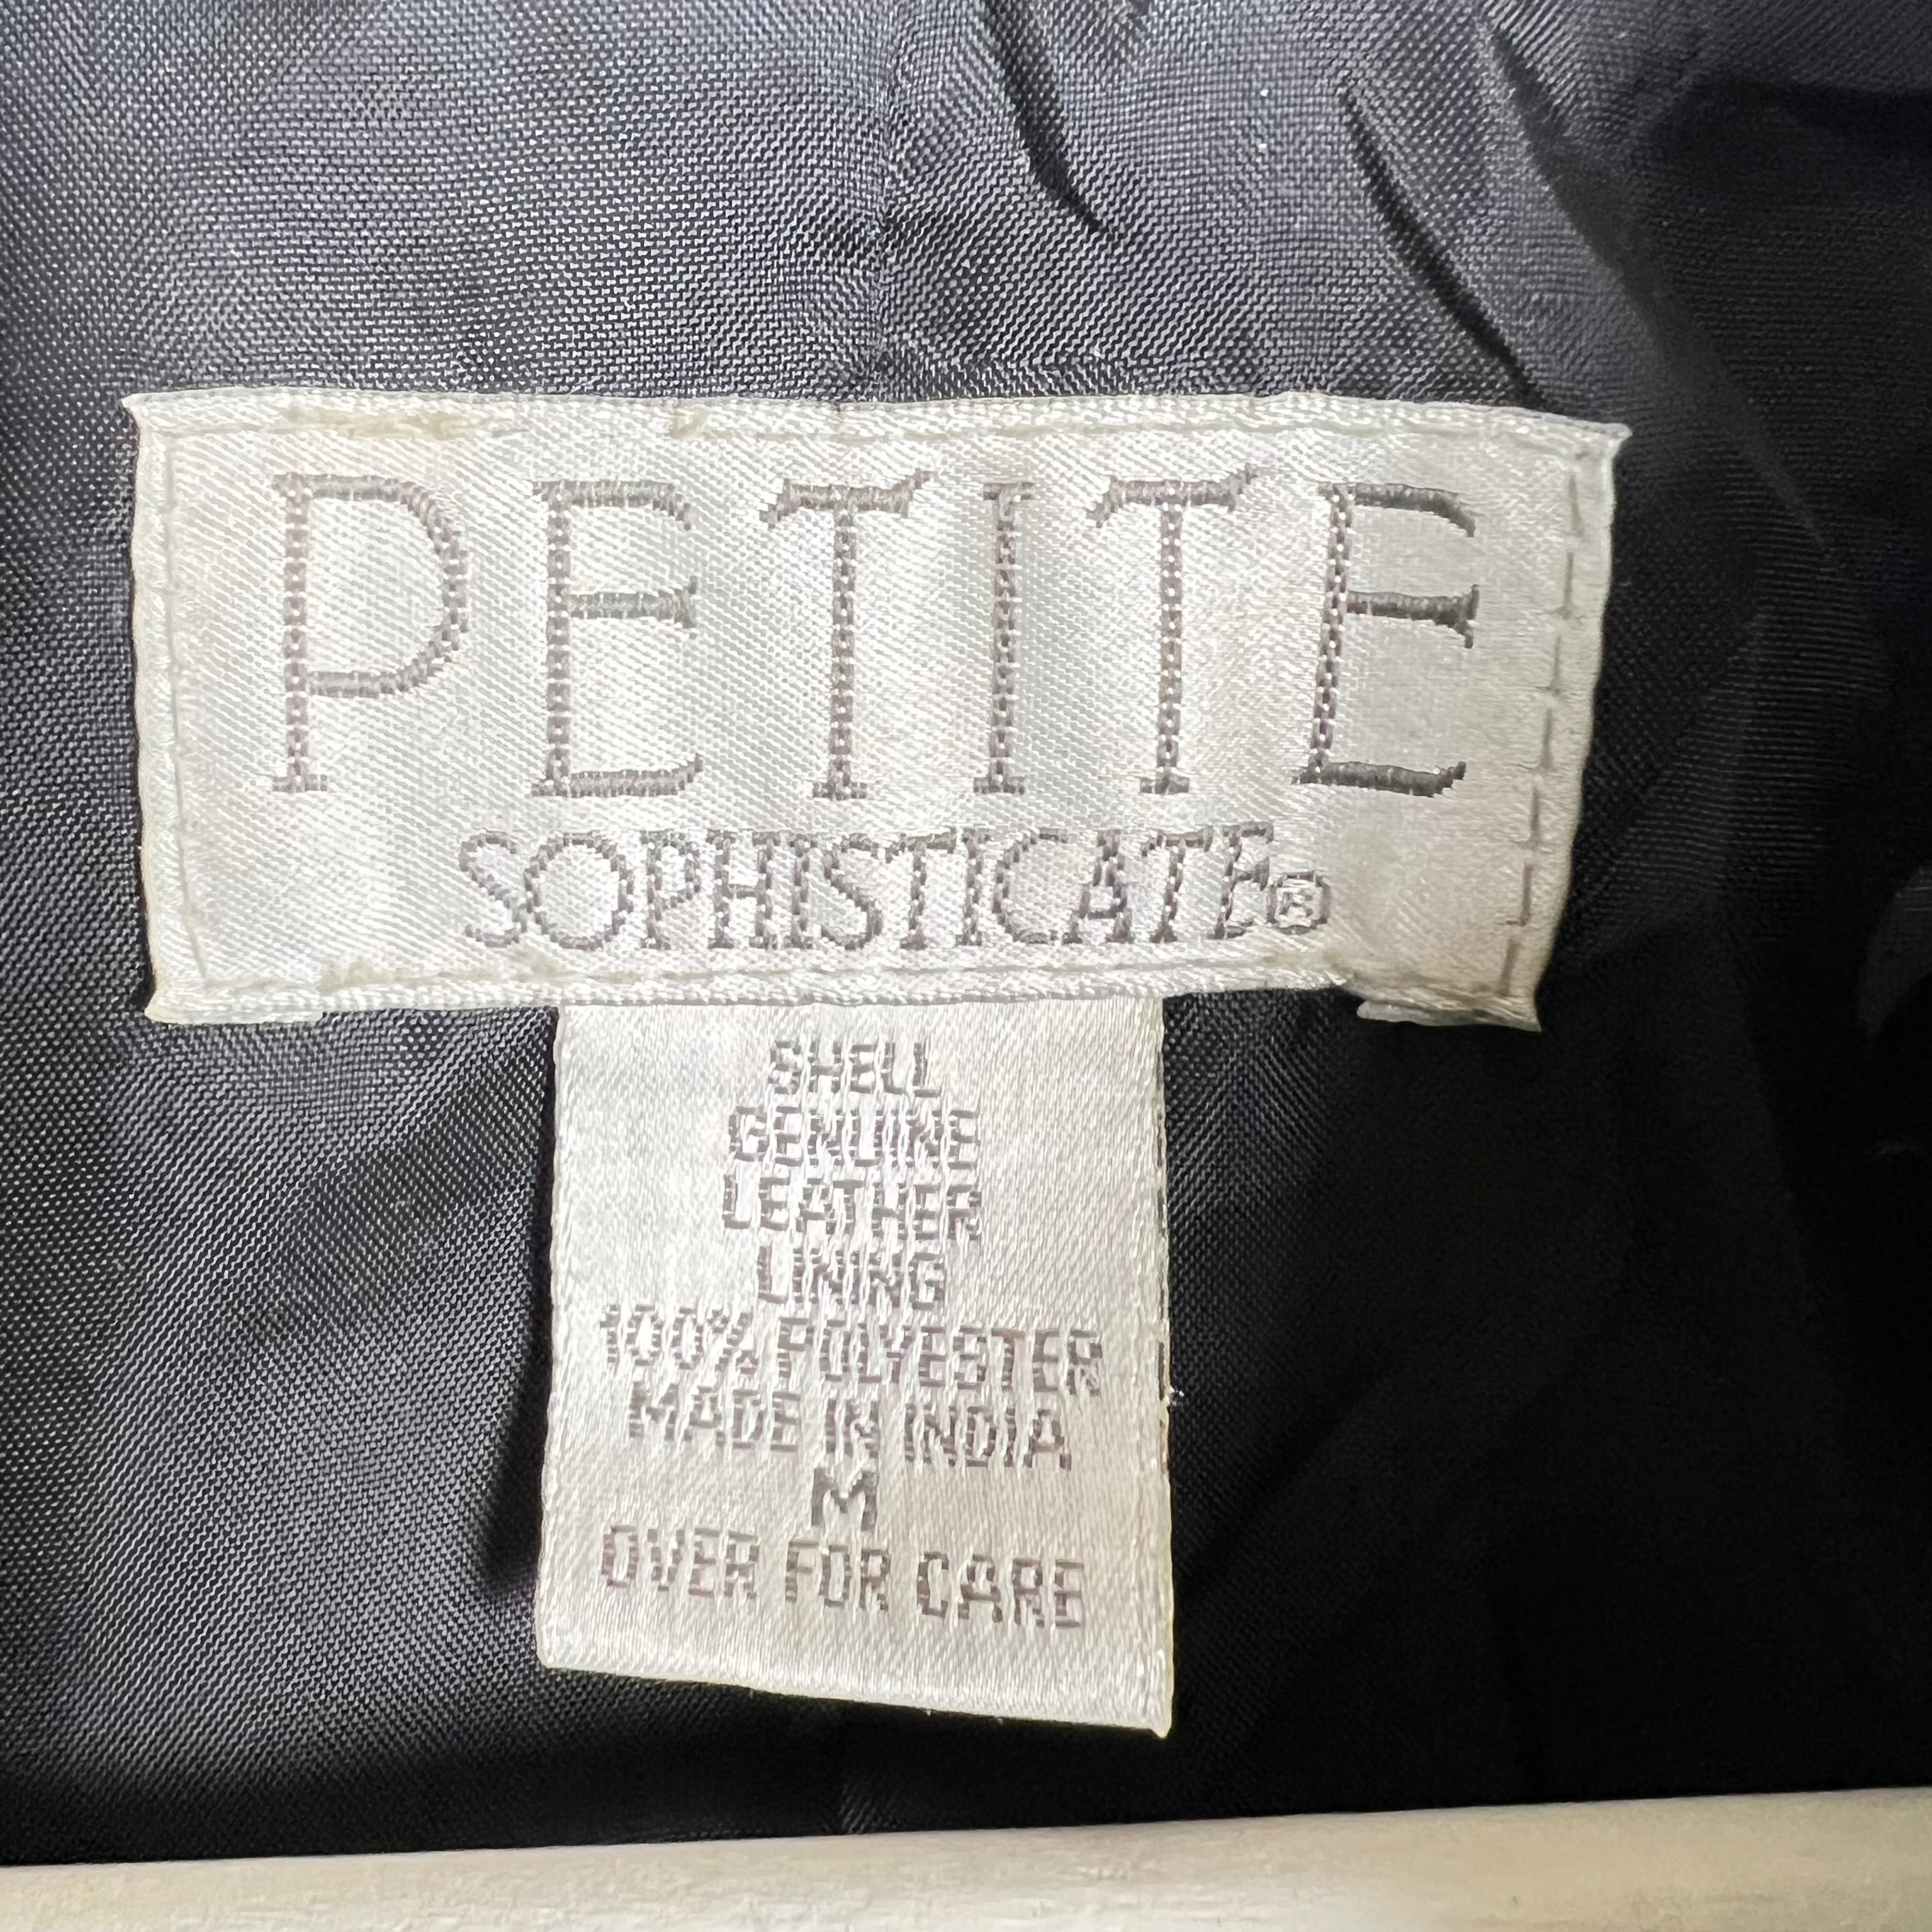 PETITE
SOPHISTICATE®
SHELL
GENUINE
LEATHER
LINING
100% POLYESTER
MADE IN INDIA
M
OVER FOR CARE